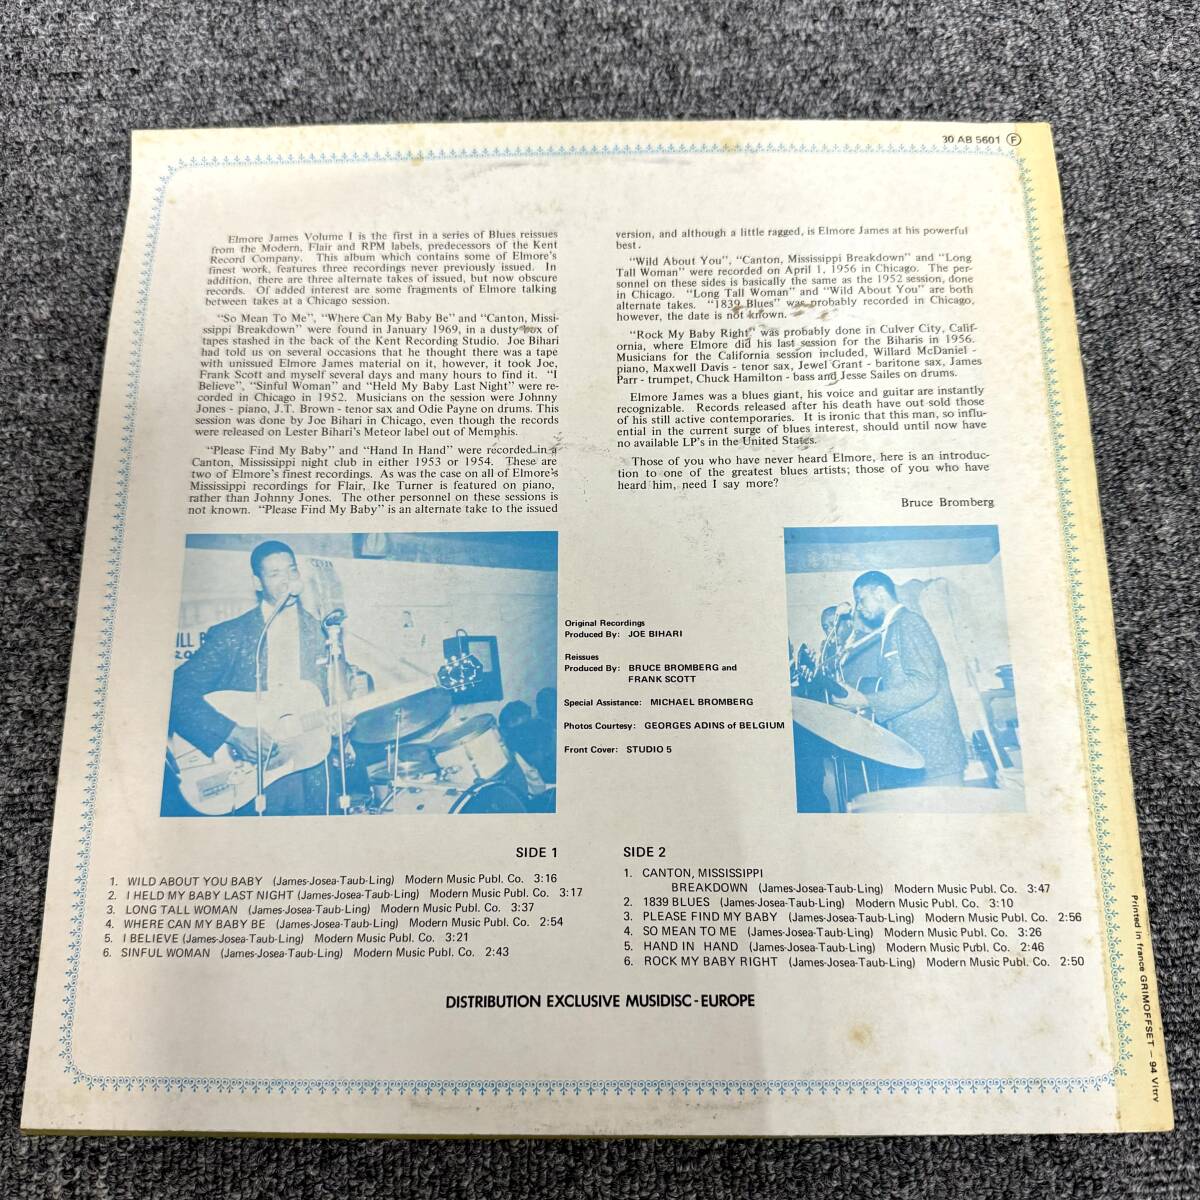 30 AB 5601 F
Elmore James Volume I is the first in a series of Blues reissues
from the Modern, Flair and RPM labels, predecessors of the Kent
Record Company. This album which contains some of Elmore's
finest work, features three recordings never previously issued. In
addition, there are three alternate takes of issued, but now obscure
records. Of added interest are some fragments of Elmore talking
between takes at a Chicago session.
"So Mean To Me", "Where Can My Baby Be" and "Canton, Missi-
ssippi Breakdown" were found in January 1969, in a dusty box of
tapes stashed in the back of the Kent Recording Studio. Joe Bihari
had told us on several occasions that he thought there was a tape
with unissued Elmore James material on it, however, it took Joe,
Frank Scott and myself several days and many hours to find it. "I
Believe", "Sinful Woman" and "Held My Baby Last Night" were re-
corded in Chicago in 1952. Musicians on the session were Johnny
Jones - piano, J.T. Brown - tenor sax and Odie Payne on drums. This
session was done by Joe Bihari in Chicago, even though the records
were released on Lester Bihari's Meteor label out of Memphis.
"Please Find My Baby" and "Hand In Hand" were recorded in a
Canton, Mississippi night club in either 1953 or 1954. These are
two of Elmore's finest recordings. As was the case on all of Elmore's
Mississippi recordings for Flair, Ike Turner is featured on piano,
rather than Johnny Jones. The other personnel on these sessions is
not known. "Please Find My Baby" is an alternate take to the issued
version, and although a little ragged, is Elmore James at his powerful
best.
"Wild About You", "Canton, Mississippi Breakdown" and "Long
Tall Woman" were recorded on April 1, 1956 in Chicago. The per-
sonnel on these sides is basically the same as the 1952 session, done
in Chicago. "Long Tall Woman" and "Wild About You" are both
alternate takes. "1839 Blues" was probably recorded in Chicago,
however, the date is not known.
"Rock My Baby Right" was probably done in Culver City, Calif-
ornia, where Elmore did his last session for the Biharis in 1956.
Musicians for the California session included, Willard McDaniel -
piano, Maxwell Davis - tenor sax, Jewel Grant - baritone sax, James
Parr - trumpet, Chuck Hamilton - bass and Jesse Sailes on drums.
Elmore James was a blues giant, his voice and guitar are instantly
recognizable. Records released after his death have out sold those
of his still active contemporaries. It is ironic that this man, so influ-
ential in the current surge of blues interest, should until now have
no available LP's in the United States.
Those of you who have never heard Elmore, here is an introduc-
tion to one of the greatest blues artists; those of you who have
heard him, need I say more?
Bruce Bromberg
Original Recordings
Produced By: JOE BIHARI
Reissues
Produced By: BRUCE BROMBERG and
FRANK SCOTT
Special Assistance: MICHAEL BROMBERG
Photos Courtesy: GEORGES ADINS of BELGIUM
Front Cover: STUDIO 5
SIDE 1
1. WILD ABOUT YOU BABY (James-Josea-Taub-Ling) Modern Music Publ. Co. 3:16
2. I HELD MY BABY LAST NIGHT (James-Josea-Taub-Ling) Modern Music Publ. Co. 3:17
3. LONG TALL WOMAN (James-Josea-Taub-Ling) Modern Music Publ. Co. 3:37
4. WHERE CAN MY BABY BE (James-Josea-Taub-Ling) Modern Music Publ. Co. 2:54
5. I BELIEVE (James-Josea-Taub-Ling) Modern Music Publ. Co. 3:21
6. SINFUL WOMAN (James-Josea-Taub-Ling) Modern Music Publ. Co. 2:43
SIDE 2
1. CANTON, MISSISSIPPI
BREAKDOWN (James-Josea-Taub-Ling) Modern Music Publ. Co. 3:47
2. 1839 BLUES (James-Josea-Taub-Ling) Modern Music Publ. Co. 3:10
3. PLEASE FIND MY BABY (James-Josea-Taub-Ling) Modern Music Publ. Co. 2:56
4. SO MEAN TO ME (James-Josea-Taub-Ling) Modern Music Publ. Co. 3:26
5. HAND IN HAND (James-Josea-Taub-Ling) Modern Music Publ. Co. 2:46
6. ROCK MY BABY RIGHT (James-Josea-Taub-Ling) Modern Music Publ. Co. 2:50
DISTRIBUTION EXCLUSIVE MUSIDISC-EUROPE
Printed in france GRIMOFFSET — 94 Vitry